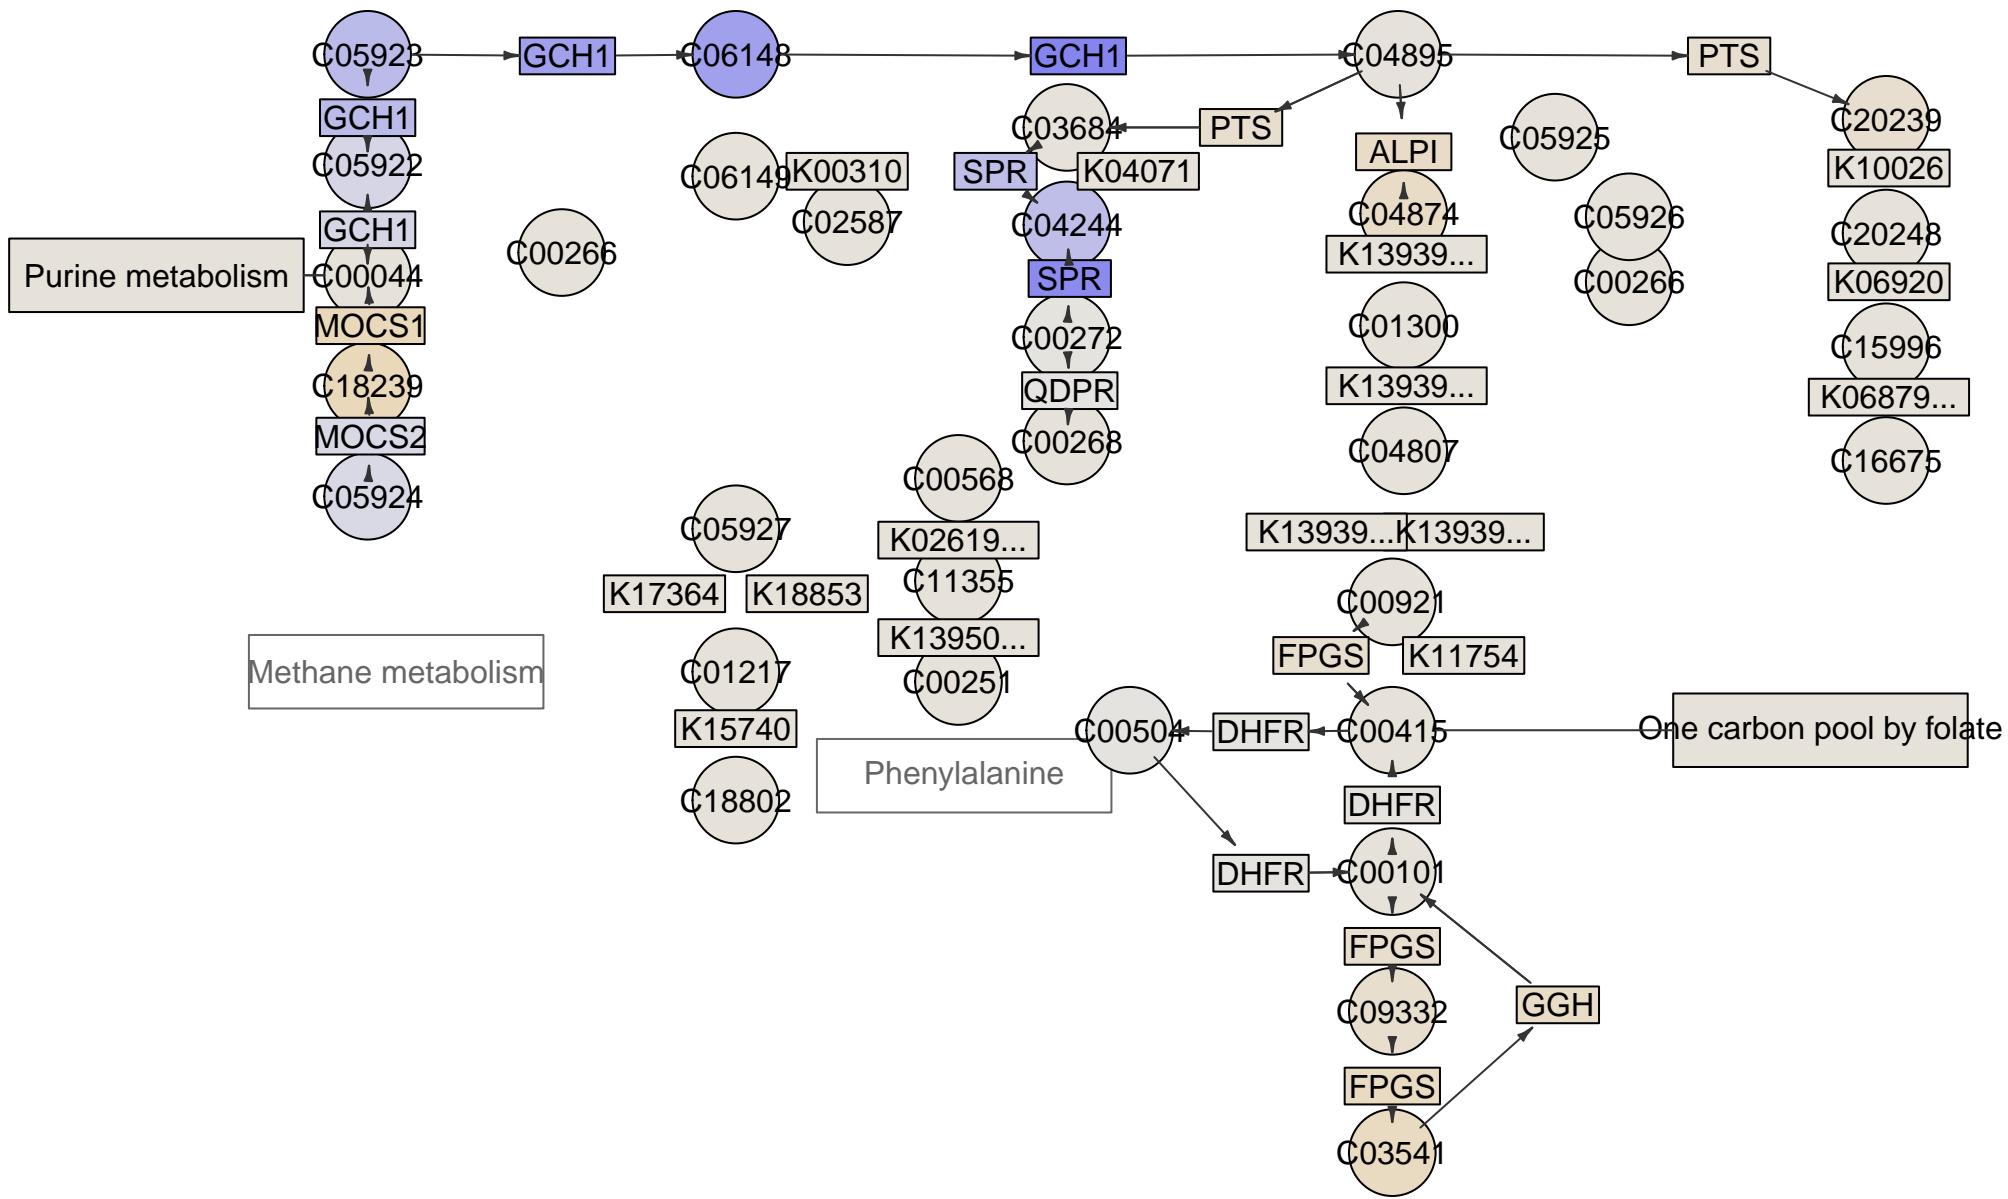 C05923
GCH1
C06148
GCH1
C04895
PTS
GCH1
C03684
PTS
C20239
C05922
C06149
K00310
SPR
K04071
ALPI
C05925
K10026
GCH1
C00266
C02587
C04244
C04874
C05926
C20248
Purine metabolism
C00044
SPR
K13939...
C00266
K06920
MOCS1
C00272
C01300
C15996
C18239
QDPR
K13939...
K06879...
MOCS2
C00268
C04807
C16675
C05924
C00568
C05927
K02619...
K13939...
K13939...
K17364
K18853
C11355
C00921
Methane metabolism
C01217
K13950...
FPGS
K11754
C00251
K15740
C00504
DHFR
C00415
One carbon pool by folate
Phenylalanine
C18802
DHFR
DHFR
C00101
FPGS
C09332
GGH
FPGS
C03541